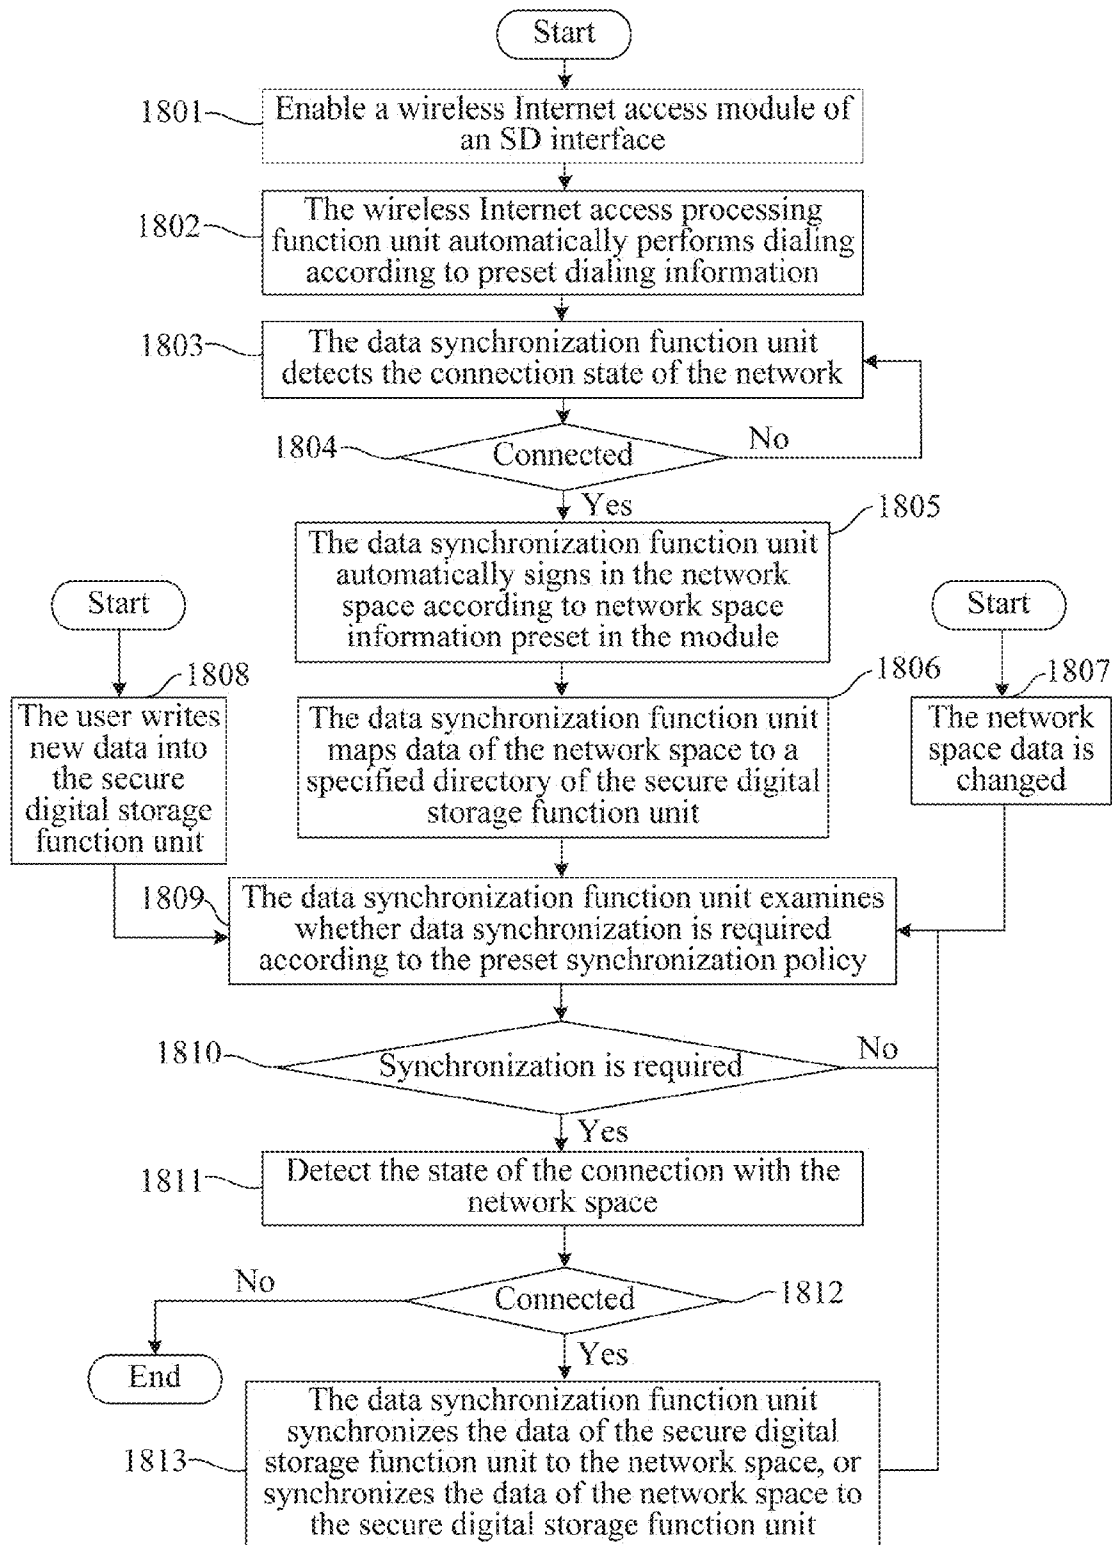 Start
1801
Enable a wireless Internet access module of
an SD interface
1802
The wireless Internet access processing
function unit automatically performs dialing
according to preset dialing information
1803
The data synchronization function unit
detects the connection state of the network
1804
Connected
No
Yes
1805
The data synchronization function unit
automatically signs in the network
space according to network space
information preset in the module
Start
1808
The user writes
new data into
the secure
digital storage
function unit
1806
The data synchronization function unit
maps data of the network space to a
specified directory of the secure digital
storage function unit
Start
1807
The network
space data is
changed
1809
The data synchronization function unit examines
whether data synchronization is required
according to the preset synchronization policy
1810
Synchronization is required
No
Yes
1811
Detect the state of the connection with the
network space
No
Connected
1812
End
Yes
1813
The data synchronization function unit
synchronizes the data of the secure digital
storage function unit to the network space, or
synchronizes the data of the network space to
the secure digital storage function unit